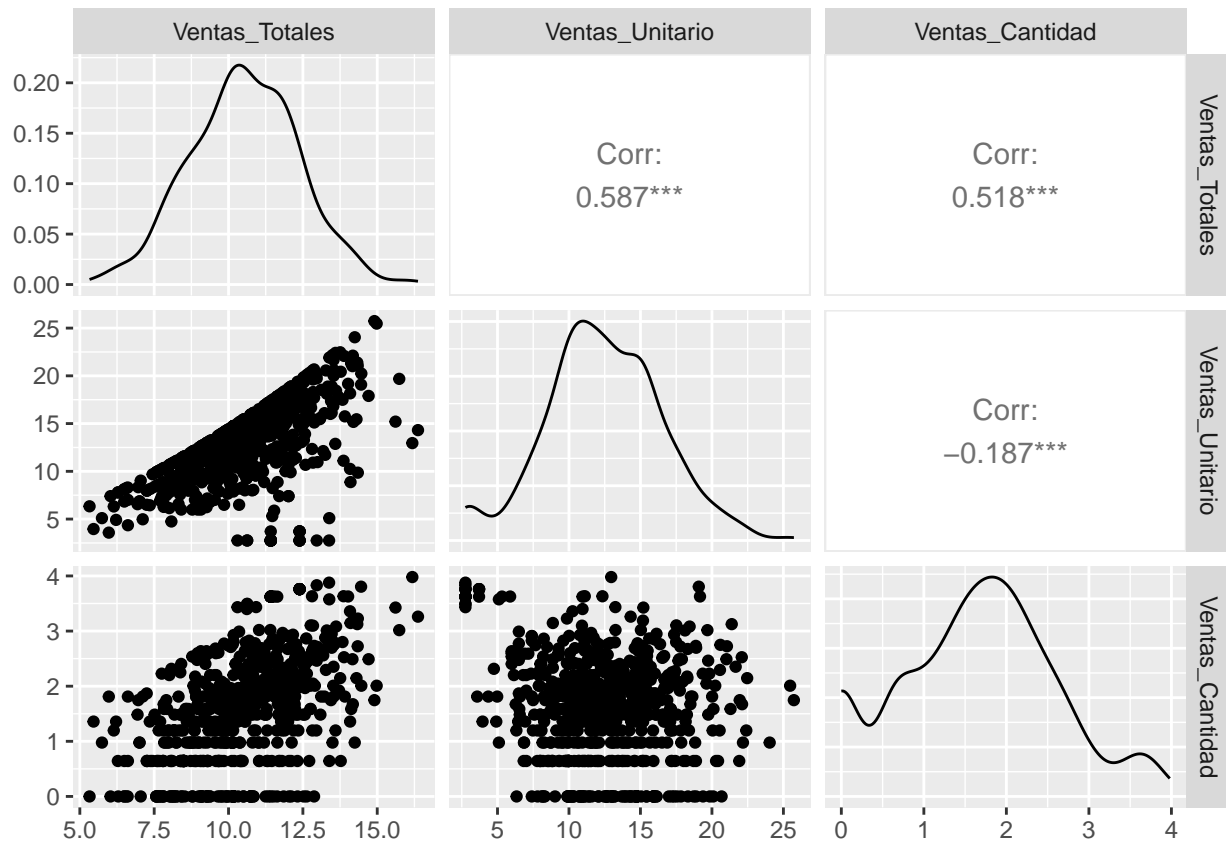 Ventas_Totales
Ventas_Unitario
Ventas_Cantidad
0.20
0.15
0.10
0.05
0.00
Corr:
0.587***
Corr:
0.518***
Ventas_Totales
25
20
15
10
5
Corr:
−0.187***
Ventas_Unitario
4
3
2
1
0
Ventas_Cantidad
5.0 7.5 10.0 12.5 15.0
5 10 15 20 25
0 1 2 3 4